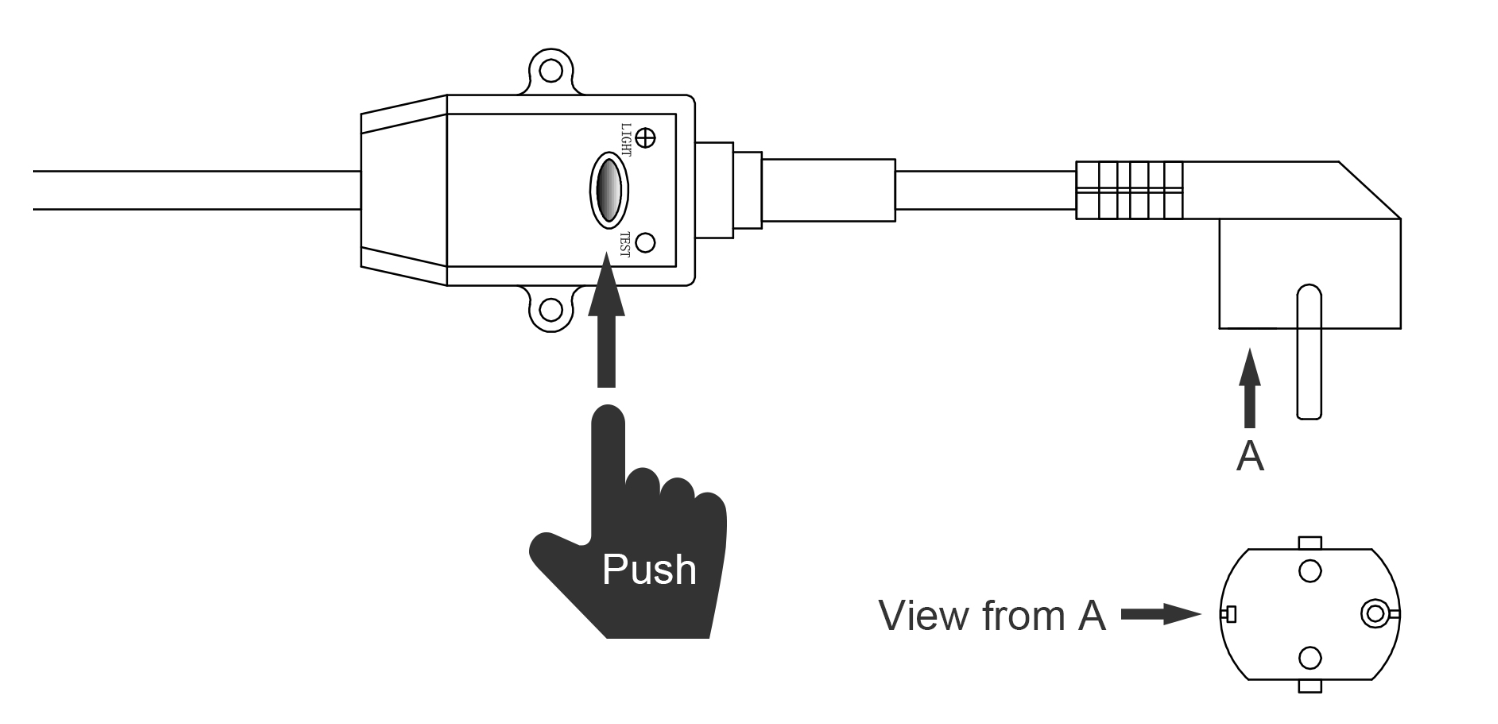 LIGHT
TEST
Push
A
View from A